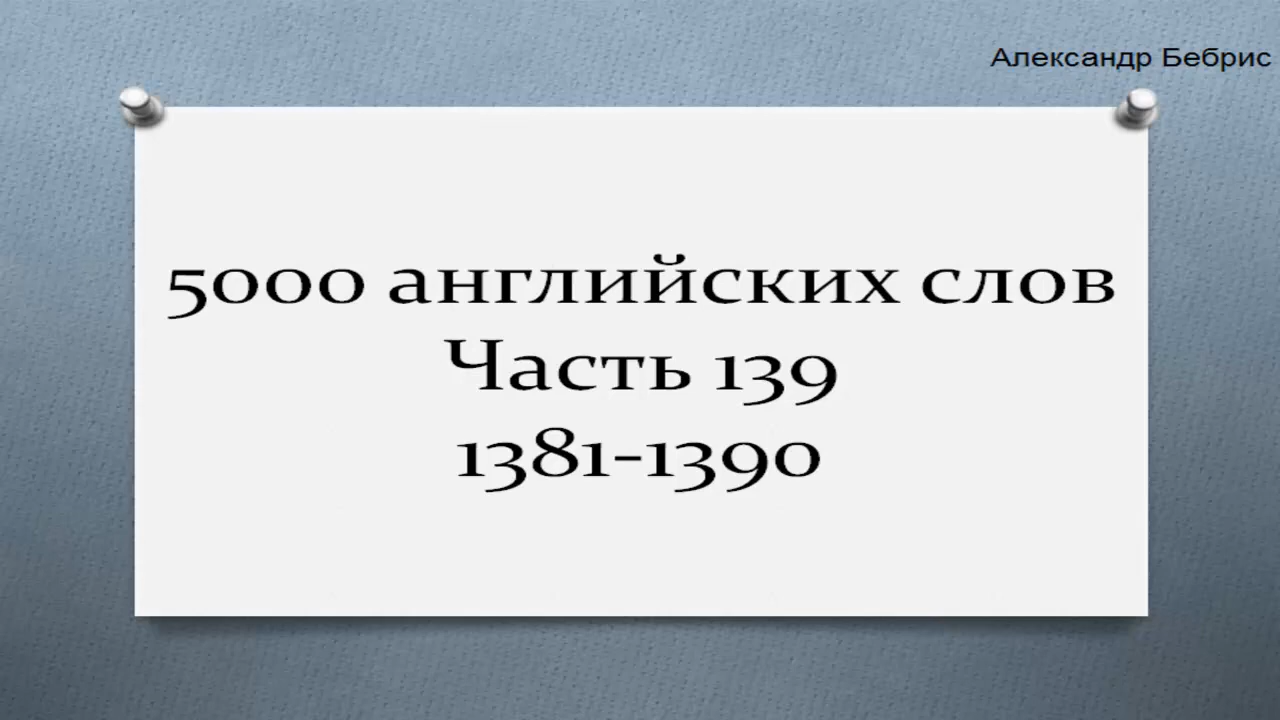 Александр Бебрис
5000 английских слов
Часть 139
1381-1390